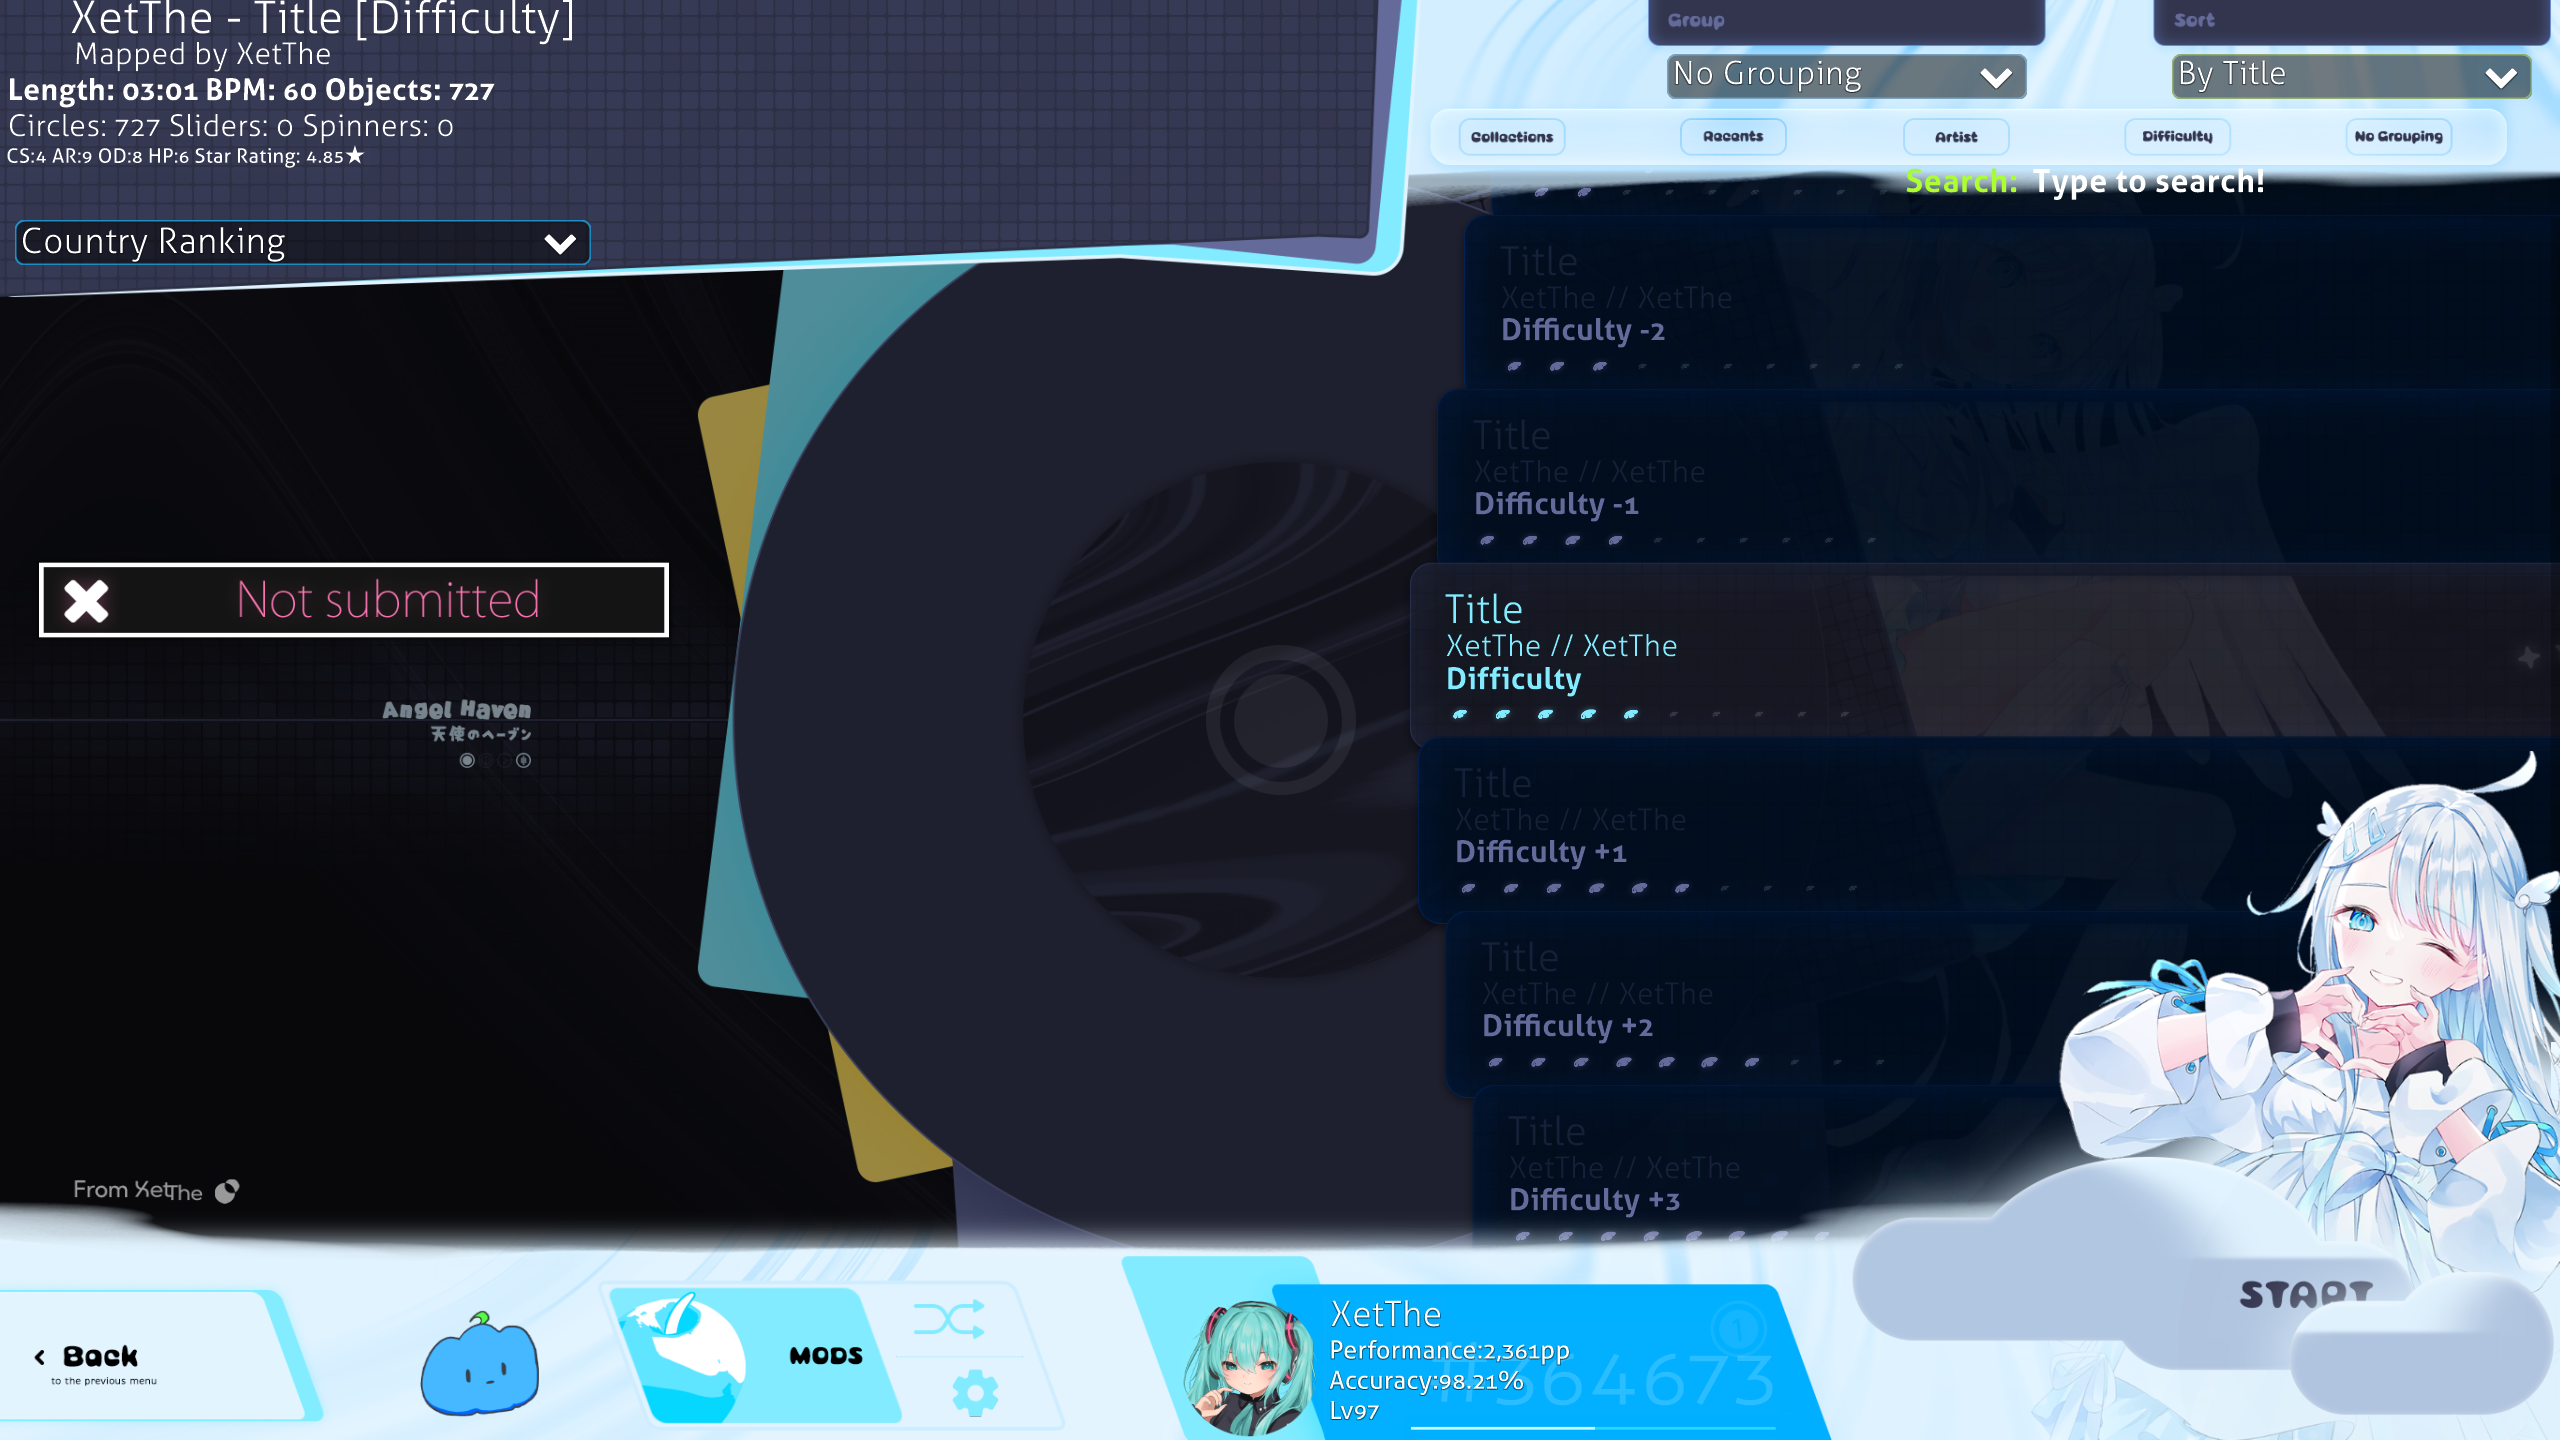 XetThe - Title [Difficulty]
Mapped by XetThe
Length: 03:01 BPM: 60 Objects: 727
Circles: 727 Sliders: 0 Spinners: 0
CS:4 AR:9 OD:8 HP:6 Star Rating: 4.85★
Country Ranking
Group
Sort
No Grouping
By Title
Collections
Recents
Artist
Difficulty
No Grouping
Search: Type to search!
Title
XetThe // XetThe
Difficulty -2
Title
XetThe // XetThe
Difficulty -1
Title
XetThe // XetThe
Difficulty
Title
XetThe // XetThe
Difficulty +1
Title
XetThe // XetThe
Difficulty +2
Title
XetThe // XetThe
Difficulty +3
Not submitted
Angel Haven
天使のヘーブン
From XetThe
Back
to the previous menu
MODS
XetThe
Performance:2,361pp
Accuracy:98.21%
Lv97
#364673
1
START